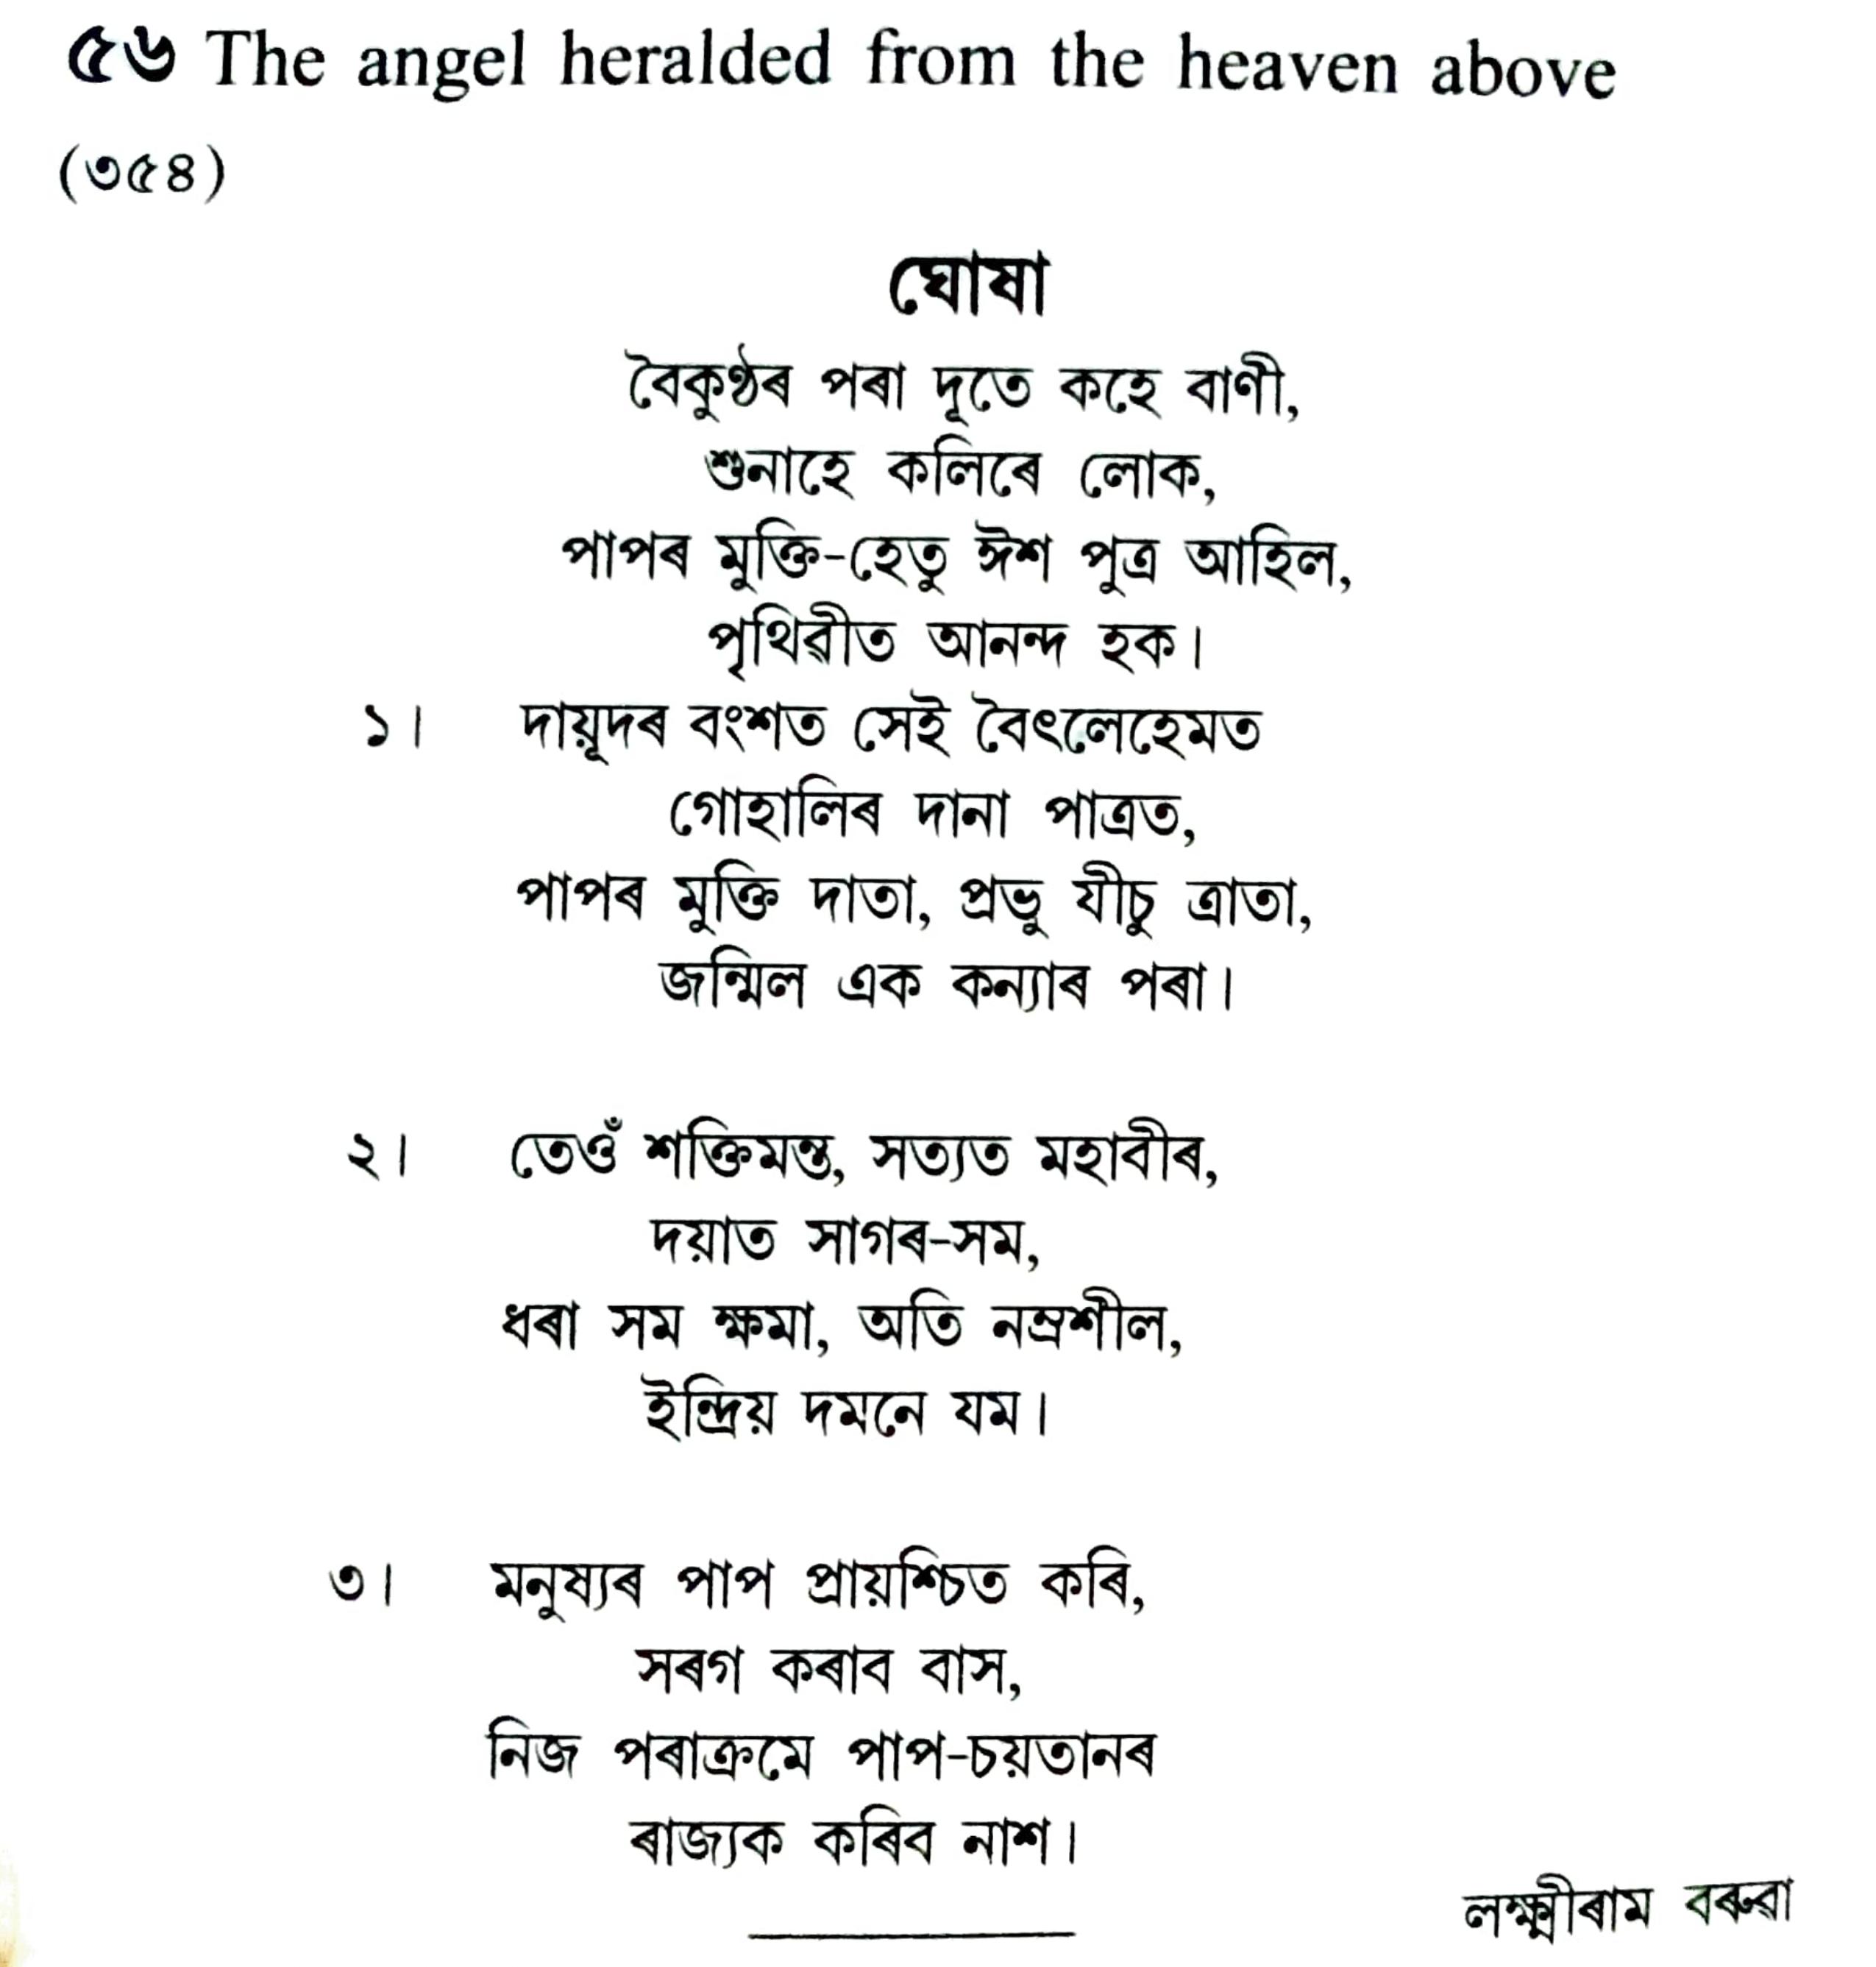 ৫৬ The angel heralded from the heaven above
(৩৫৪)
ঘোষা
বৈকুণ্ঠৰ পৰা দূতে কহে বাণী,
শুনাহে কলিৰে লোক,
পাপৰ মুক্তি-হেতু ঈশ পুত্ৰ আহিল,
পৃথিৱীত আনন্দ হক।
১। দায়ূদৰ বংশত সেই বৈৎলেহেমত
গোহালিৰ দানা পাত্ৰত,
পাপৰ মুক্তি দাতা, প্ৰভু যীচু ত্ৰাতা,
জন্মিল এক কন্যাৰ পৰা।
২। তেওঁ শক্তিমন্ত, সত্যত মহাবীৰ,
দয়াত সাগৰ-সম,
ধৰা সম ক্ষমা, অতি নম্ৰশীল,
ইন্দ্ৰিয় দমনে যম।
৩। মনুষ্যৰ পাপ প্ৰায়শ্চিত কৰি,
সৰগ কৰাব বাস,
নিজ পৰাক্ৰমে পাপ-চয়তানৰ
ৰাজ্যক কৰিব নাশ।
লক্ষ্মীৰাম বৰুৱা